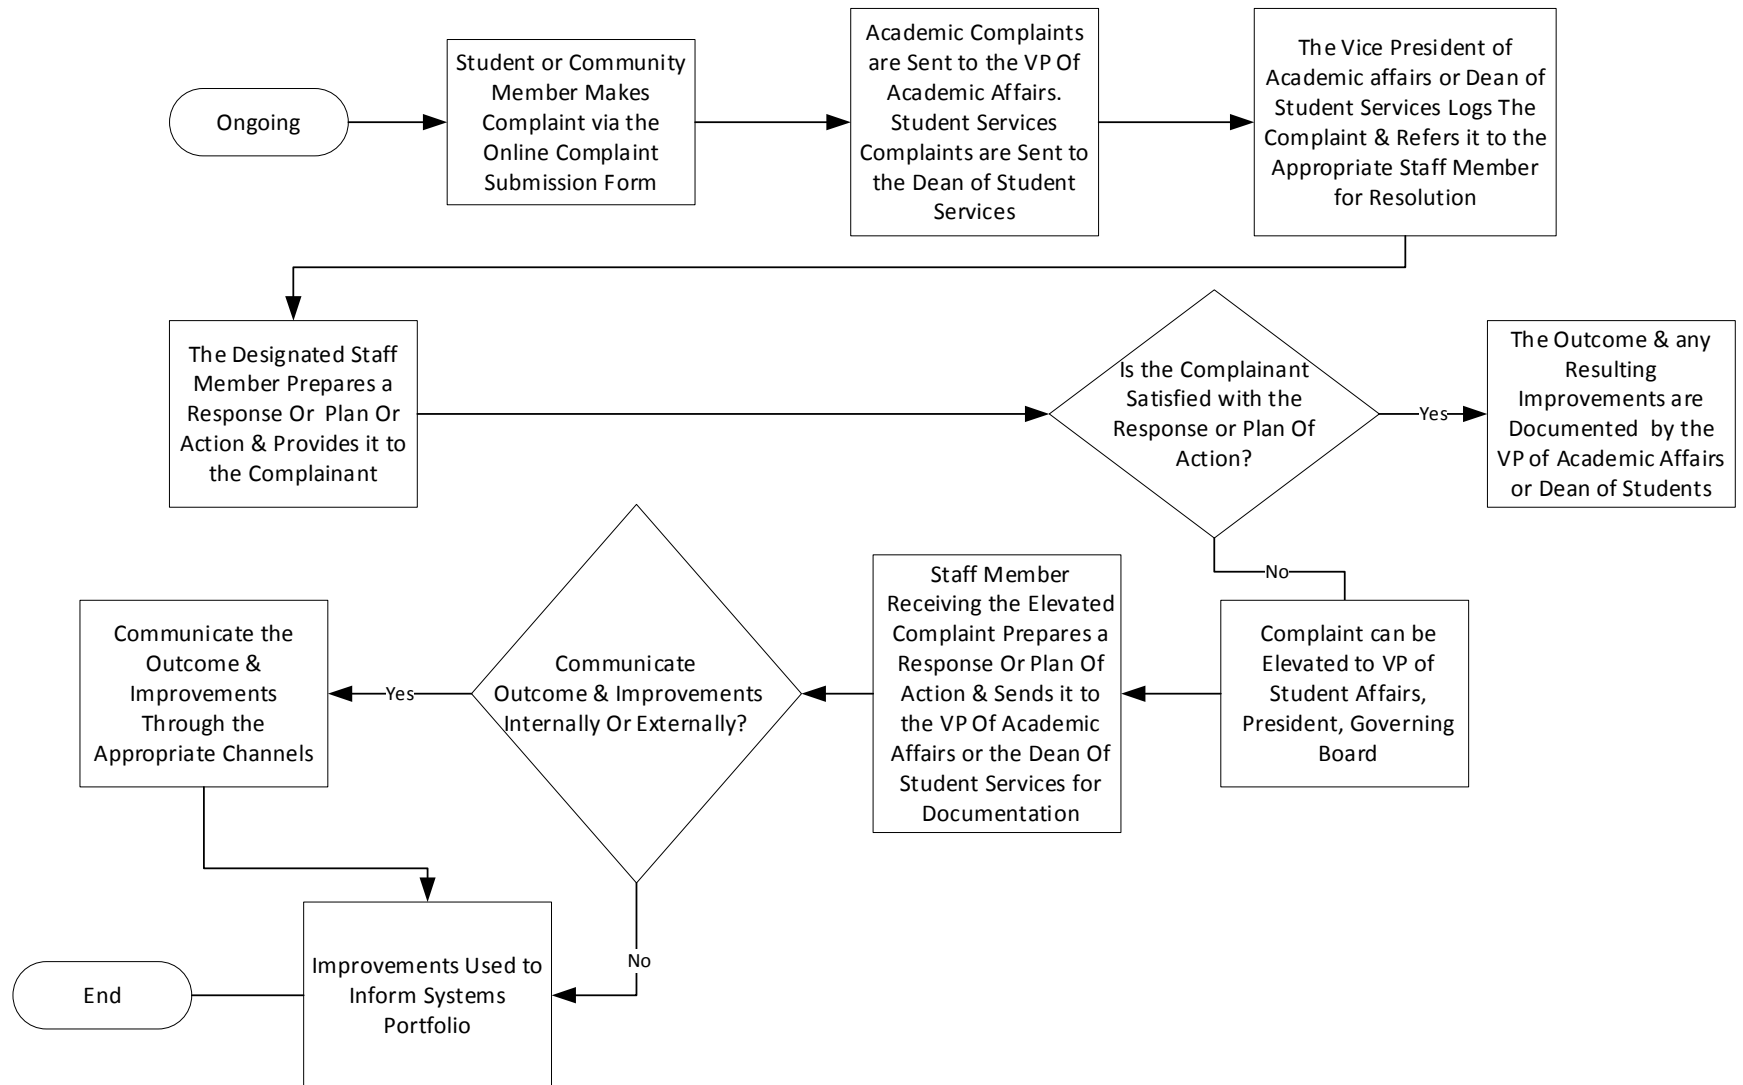 Ongoing
Student or Community
Member Makes
Complaint via the
Online Complaint
Submission Form
Academic Complaints
are Sent to the VP Of
Academic Affairs.
Student Services
Complaints are Sent to
the Dean of Student
Services
The Vice President of
Academic affairs or Dean of
Student Services Logs The
Complaint & Refers it to the
Appropriate Staff Member
for Resolution
The Designated Staff
Member Prepares a
Response Or Plan Or
Action & Provides it to
the Complainant
Is the Complainant
Satisfied with the
Response or Plan Of
Action?
Yes
The Outcome & any
Resulting
Improvements are
Documented by the
VP of Academic Affairs
or Dean of Students
No
Complaint can be
Elevated to VP of
Student Affairs,
President, Governing
Board
Staff Member
Receiving the Elevated
Complaint Prepares a
Response Or Plan Of
Action & Sends it to
the VP Of Academic
Affairs or the Dean Of
Student Services for
Documentation
Communicate
Outcome & Improvements
Internally Or Externally?
Yes
Communicate the
Outcome &
Improvements
Through the
Appropriate Channels
No
Improvements Used to
Inform Systems
Portfolio
End